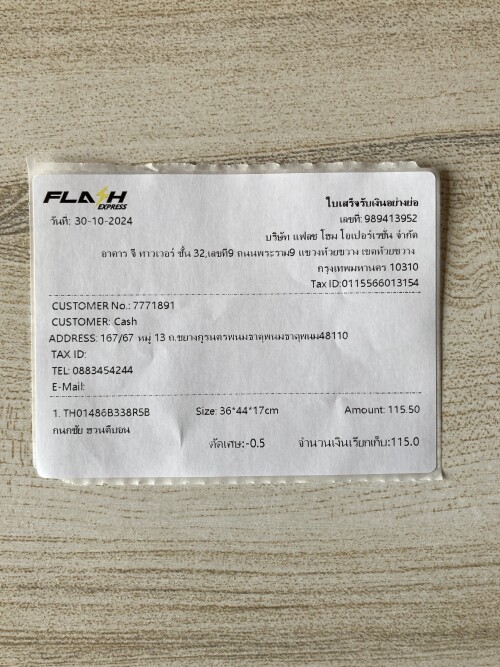 FLASH EXPRESS
ใบเสร็จรับเงินอย่างย่อ
วันที่: 30-10-2024
เลขที่: 989413952
บริษัท แฟลช โฮม โอเปอร์เรชั่น จำกัด
อาคาร จี ทาวเวอร์ ชั้น 32,เลขที่9 ถนนพระราม9 แขวงห้วยขวาง เขตห้วยขวาง
กรุงเทพมหานคร 10310
Tax ID:0115566013154
CUSTOMER No.: 7771891
CUSTOMER: Cash
ADDRESS: 167/67 หมู่ 13 ถ.ชยางกูรนครพนมธาตุพนมธาตุพนม48110
TAX ID:
TEL: 0883454244
E-Mail:
1. TH01486B338R5B Size: 36*44*17cm Amount: 115.50
กนกชัย ฮวนดีบอน
ตัดเศษ:-0.5 จำนวนเงินเรียกเก็บ:115.0